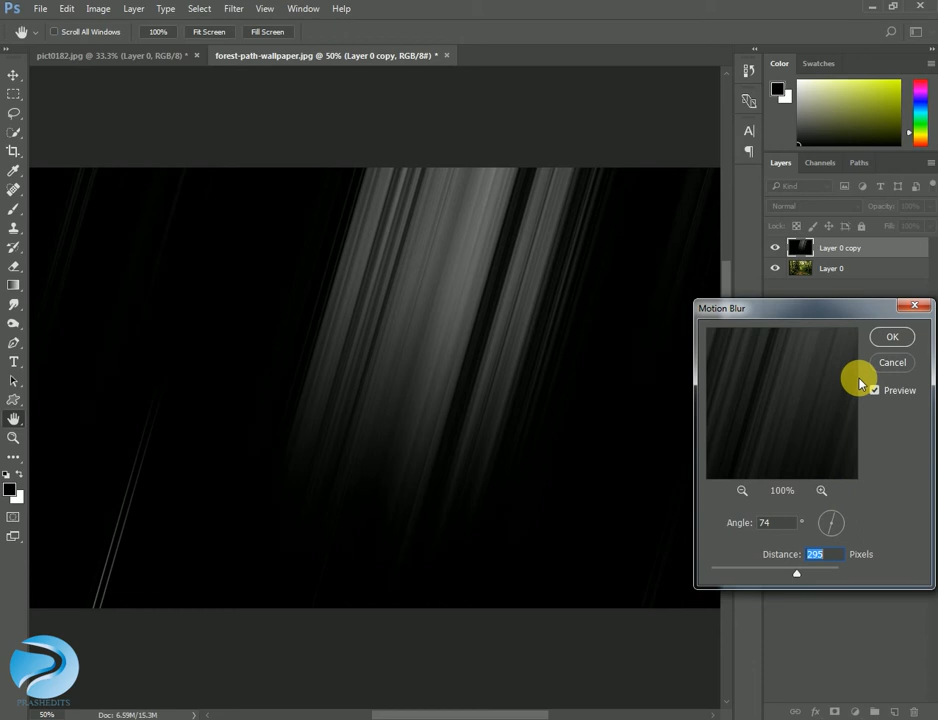 Ps File Edit Image Layer Type Select Filter View Window Help
Scroll All Windows 100% Fit Screen Fill Screen
pict0182.jpg @ 33.3% (Layer 0, RGB/8) * × forest-path-wallpaper.jpg @ 50% (Layer 0 copy, RGB/8#) * ×
Color Swatches
Layers Channels Paths
Kind
Normal Opacity: 100%
Lock: Fill: 100%
Layer 0 copy
Layer 0
Motion Blur
OK
Cancel
Preview
100%
Angle: 74 °
Distance: 295 Pixels
PRASHEDITS
50% Doc: 6.59M/15.3M